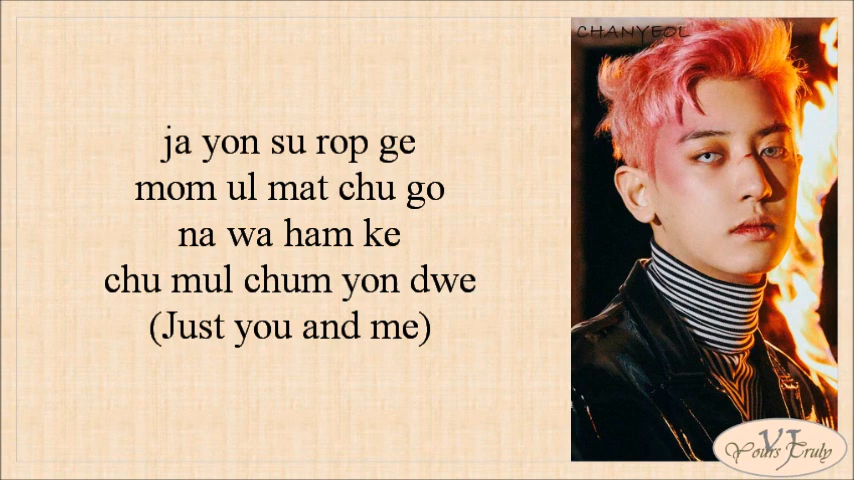 CHANYEOL
ja yon su rop ge
mom ul mat chu go
na wa ham ke
chu mul chum yon dwe
(Just you and me)
YJ
Yours Truly